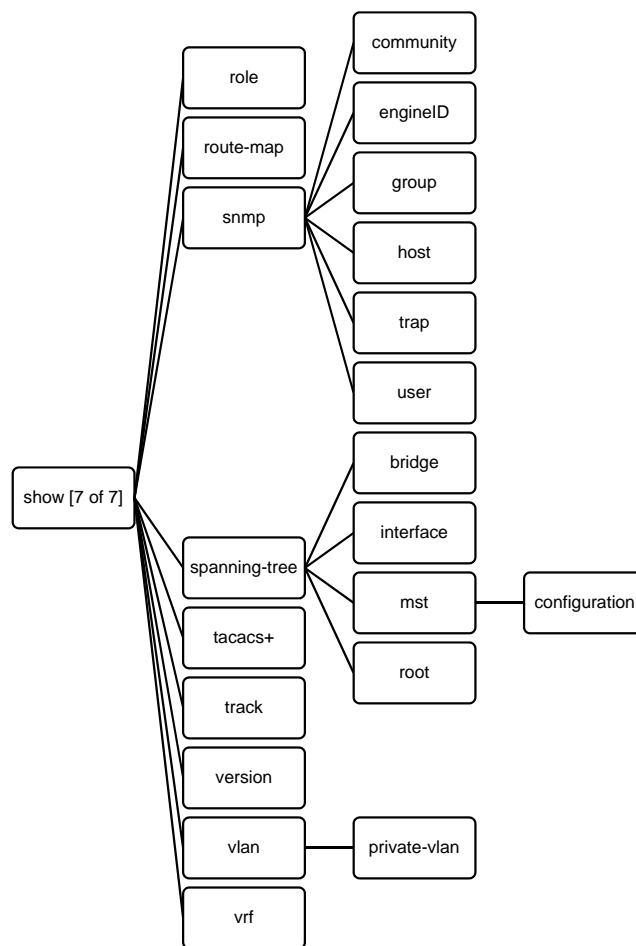 show [7 of 7]
role
route-map
snmp
community
engineID
group
host
trap
user
spanning-tree
bridge
interface
mst
configuration
root
tacacs+
track
version
vlan
private-vlan
vrf